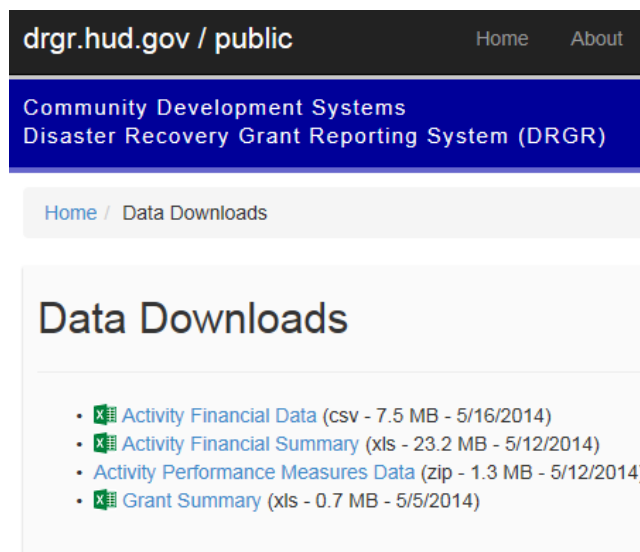 drgr.hud.gov / public Home About
Community Development Systems
Disaster Recovery Grant Reporting System (DRGR)
Home / Data Downloads
Data Downloads
• Activity Financial Data (csv - 7.5 MB - 5/16/2014)
• Activity Financial Summary (xls - 23.2 MB - 5/12/2014)
• Activity Performance Measures Data (zip - 1.3 MB - 5/12/2014)
• Grant Summary (xls - 0.7 MB - 5/5/2014)